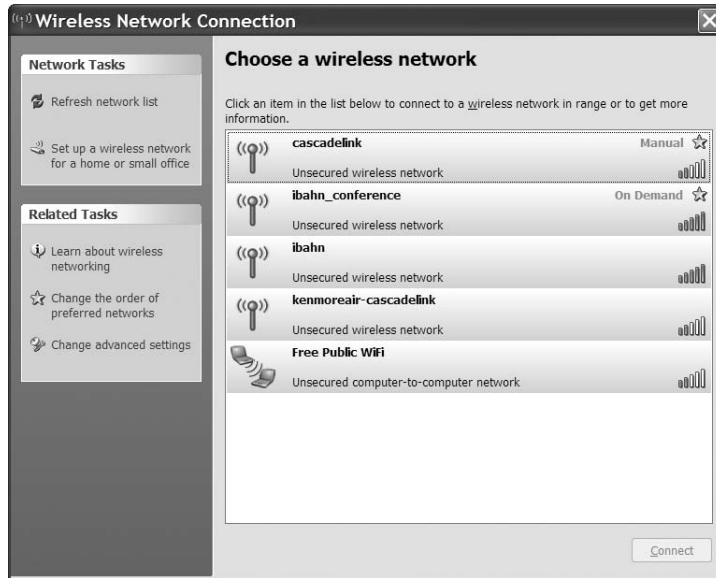 Wireless Network Connection
Network Tasks
Refresh network list
Set up a wireless network
for a home or small office
Related Tasks
Learn about wireless
networking
Change the order of
preferred networks
Change advanced settings
Choose a wireless network
Click an item in the list below to connect to a wireless network in range or to get more
information.
cascadelink Manual
Unsecured wireless network
ibahn_conference On Demand
Unsecured wireless network
ibahn
Unsecured wireless network
kenmoreair-cascadelink
Unsecured wireless network
Free Public WiFi
Unsecured computer-to-computer network
Connect